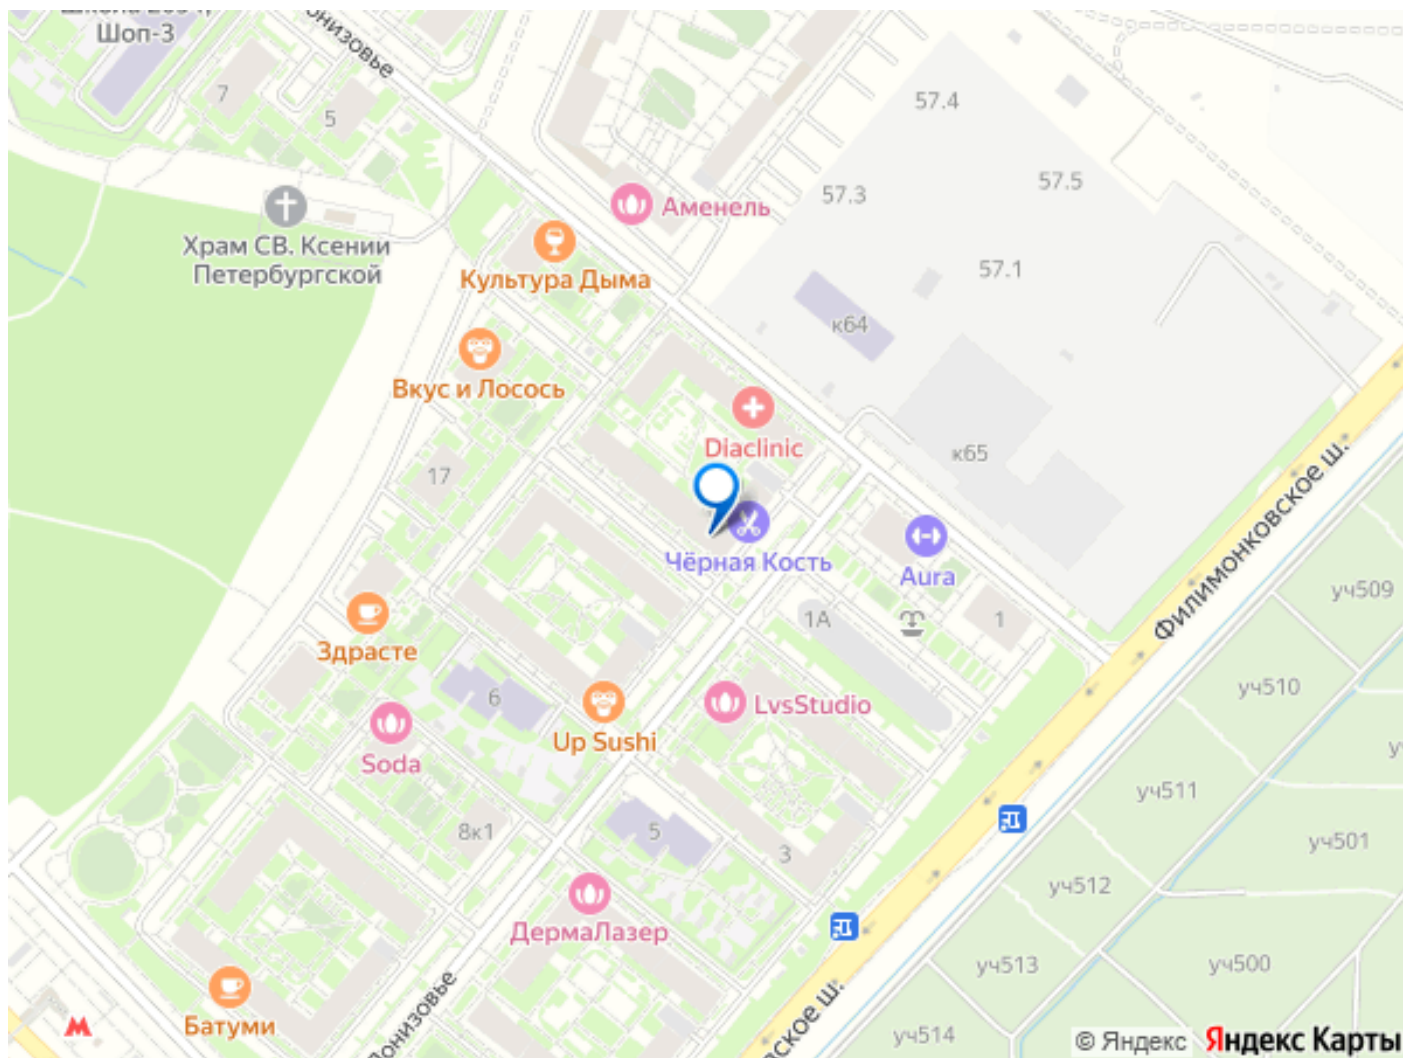 Шоп-3
Понизовье
7
5
57.4
57.5
57.3
Аменель
Храм СВ. Ксении
Петербургской
Культура Дыма
57.1
к64
Вкус и Лосось
Diaclinic
17
к65
Филимонковское ш.
Чёрная Кость
Aura
1А
1
уч509
Здрасте
6
уч510
LvsStudio
Up Sushi
Soda
уч511
8к1
5
3
уч501
уч512
ДермаЛазер
уч513
уч500
Батуми
Понизовье
вское ш.
уч514
© Яндекс
Яндекс Карты